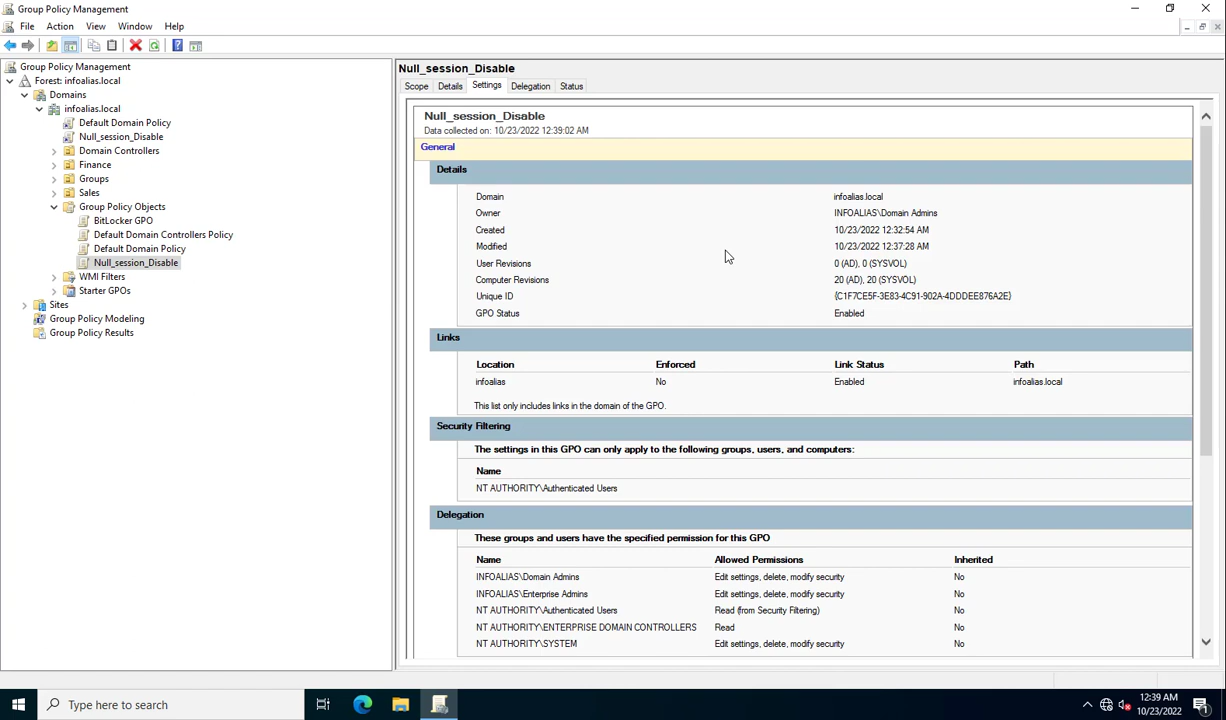 Group Policy Management
File Action View Window Help
Group Policy Management
Forest: infoalias.local
Domains
infoalias.local
Default Domain Policy
Null_session_Disable
Domain Controllers
Finance
Groups
Sales
Group Policy Objects
BitLocker GPO
Default Domain Controllers Policy
Default Domain Policy
Null_session_Disable
WMI Filters
Starter GPOs
Sites
Group Policy Modeling
Group Policy Results
Null_session_Disable
Scope Details Settings Delegation Status
Null_session_Disable
Data collected on: 10/23/2022 12:39:02 AM
General
Details
Domain infoalias.local
Owner INFOALIAS\Domain Admins
Created 10/23/2022 12:32:54 AM
Modified 10/23/2022 12:37:28 AM
User Revisions 0 (AD), 0 (SYSVOL)
Computer Revisions 20 (AD), 20 (SYSVOL)
Unique ID {C1F7CE5F-3E83-4C91-902A-4DDDEE876A2E}
GPO Status Enabled
Links
Location Enforced Link Status Path
infoalias No Enabled infoalias.local
This list only includes links in the domain of the GPO.
Security Filtering
The settings in this GPO can only apply to the following groups, users, and computers:
Name
NT AUTHORITY\Authenticated Users
Delegation
These groups and users have the specified permission for this GPO
Name Allowed Permissions Inherited
INFOALIAS\Domain Admins Edit settings, delete, modify security No
INFOALIAS\Enterprise Admins Edit settings, delete, modify security No
NT AUTHORITY\Authenticated Users Read (from Security Filtering) No
NT AUTHORITY\ENTERPRISE DOMAIN CONTROLLERS Read No
NT AUTHORITY\SYSTEM Edit settings, delete, modify security No
Type here to search
12:39 AM
10/23/2022
1